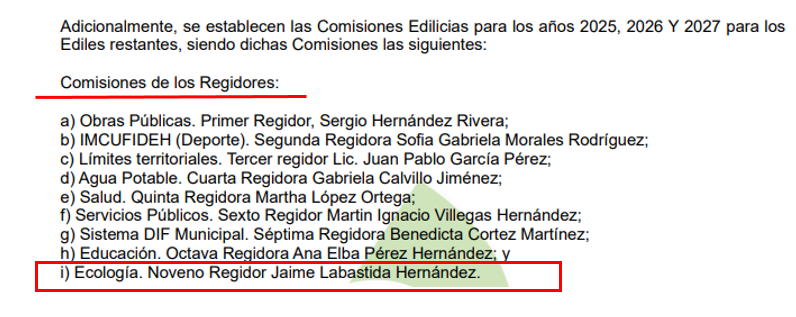 Adicionalmente, se establecen las Comisiones Edilicias para los años 2025, 2026 Y 2027 para los
Ediles restantes, siendo dichas Comisiones las siguientes:
Comisiones de los Regidores:
a) Obras Públicas. Primer Regidor, Sergio Hernández Rivera;
b) IMCUFIDEH (Deporte). Segunda Regidora Sofia Gabriela Morales Rodríguez;
c) Límites territoriales. Tercer regidor Lic. Juan Pablo García Pérez;
d) Agua Potable. Cuarta Regidora Gabriela Calvillo Jiménez;
e) Salud. Quinta Regidora Martha López Ortega;
f) Servicios Públicos. Sexto Regidor Martin Ignacio Villegas Hernández;
g) Sistema DIF Municipal. Séptima Regidora Benedicta Cortez Martínez;
h) Educación. Octava Regidora Ana Elba Pérez Hernández; y
i) Ecología. Noveno Regidor Jaime Labastida Hernández.